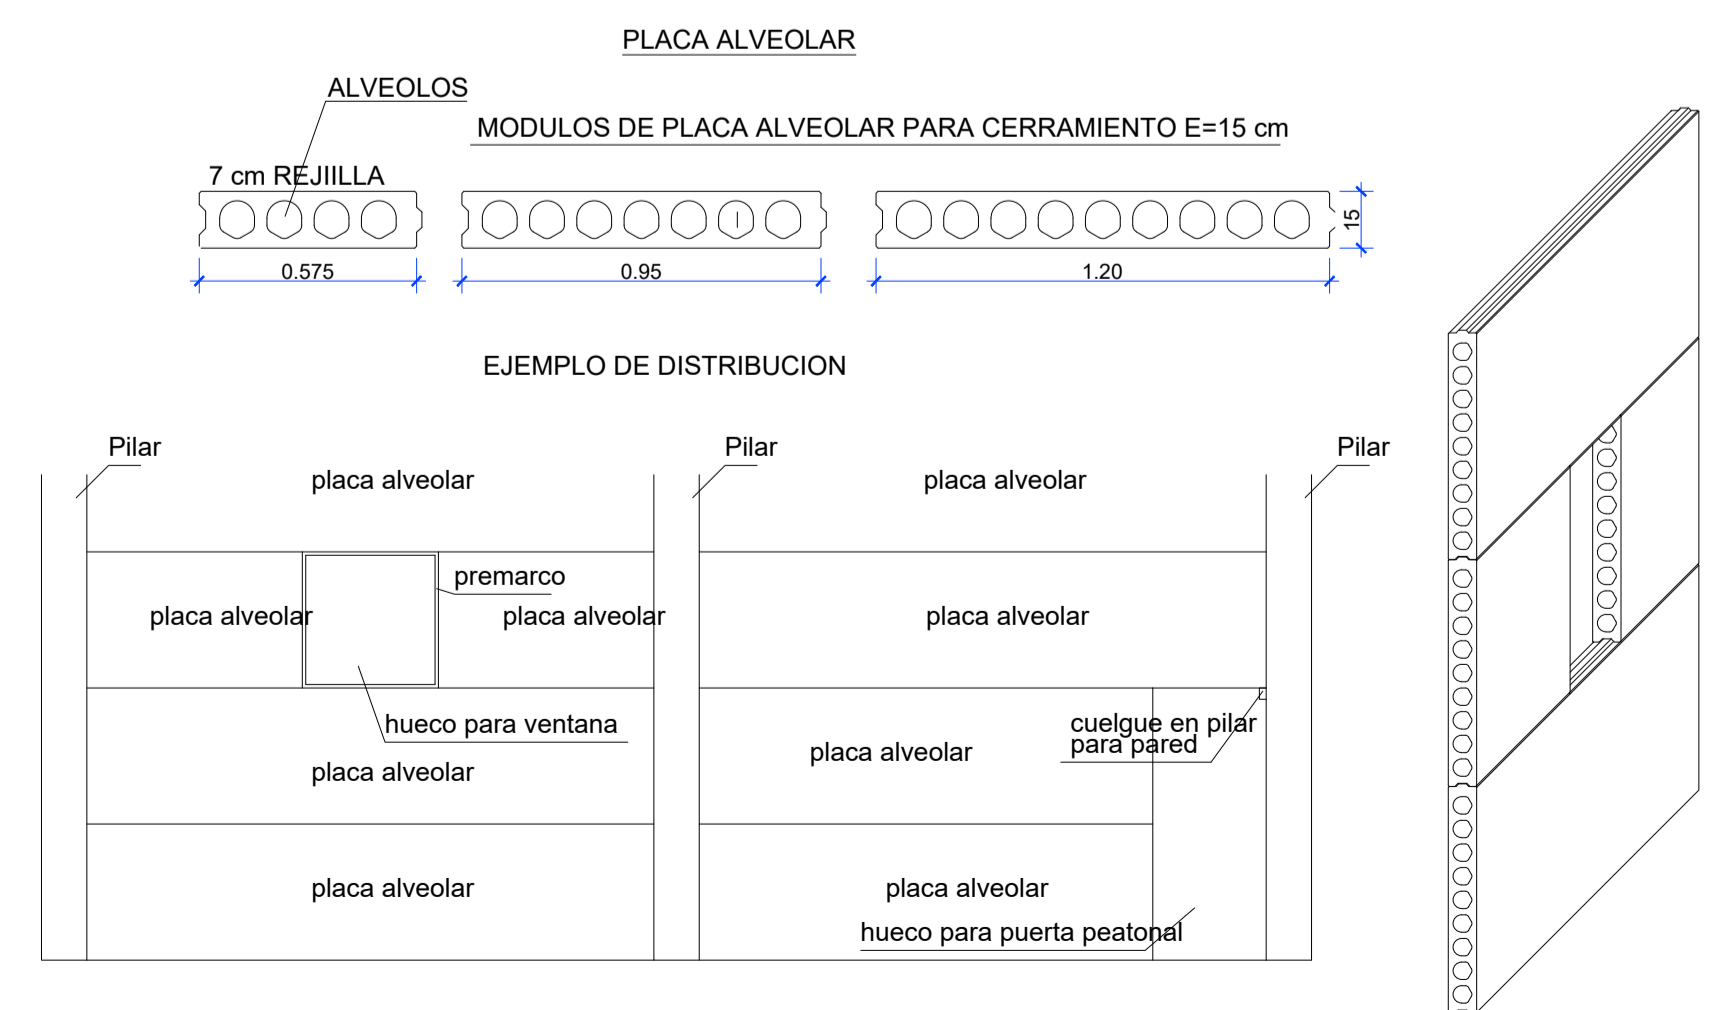 PLACA ALVEOLAR
ALVEOLOS
MODULOS DE PLACA ALVEOLAR PARA CERRAMIENTO E=15 cm
7 cm REJIILLA
15
0.575
0.95
1.20
EJEMPLO DE DISTRIBUCION
Pilar
Pilar
Pilar
placa alveolar
placa alveolar
premarco
placa alveolar
placa alveolar
placa alveolar
hueco para ventana
cuelgue en pilar
para pared
placa alveolar
placa alveolar
placa alveolar
placa alveolar
hueco para puerta peatonal